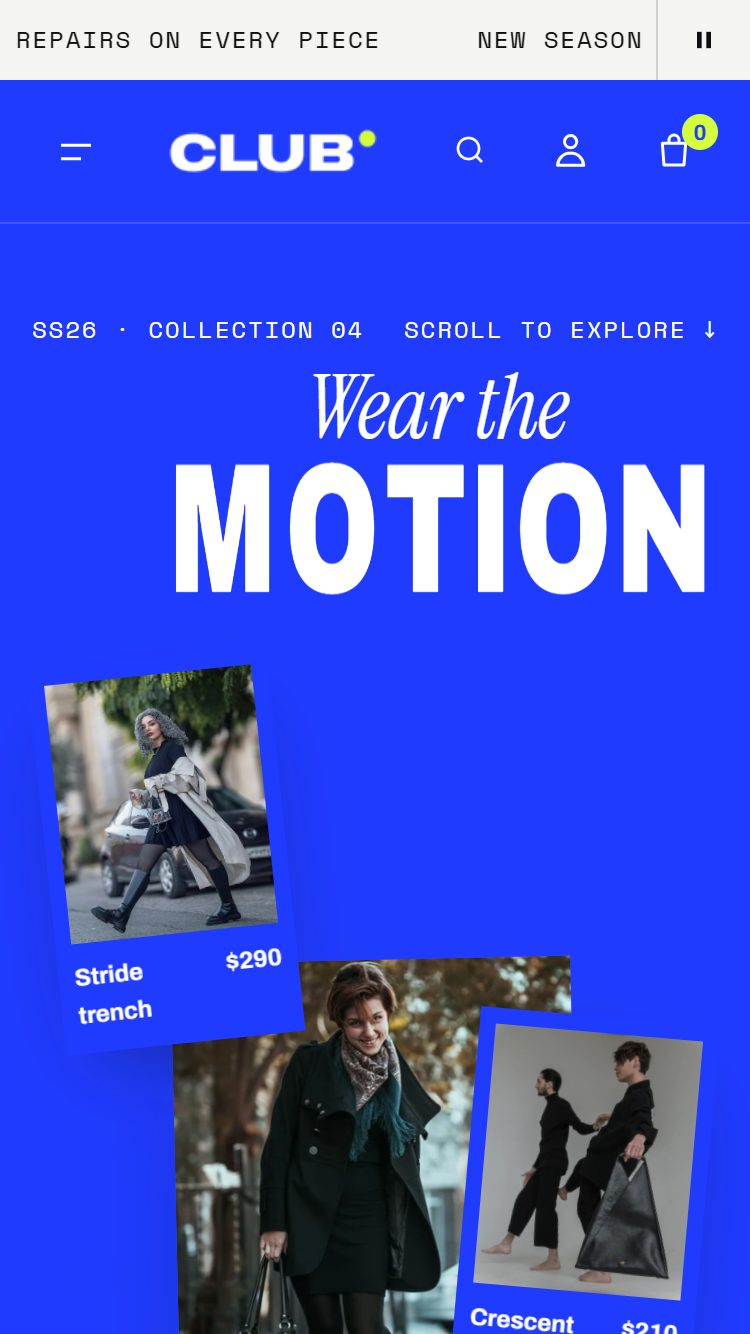 REPAIRS ON EVERY PIECE NEW SEASON
CLUB
0
SS26 · COLLECTION 04 SCROLL TO EXPLORE ↓
Wear the
MOTION
Stride $290
trench
Crescent $210